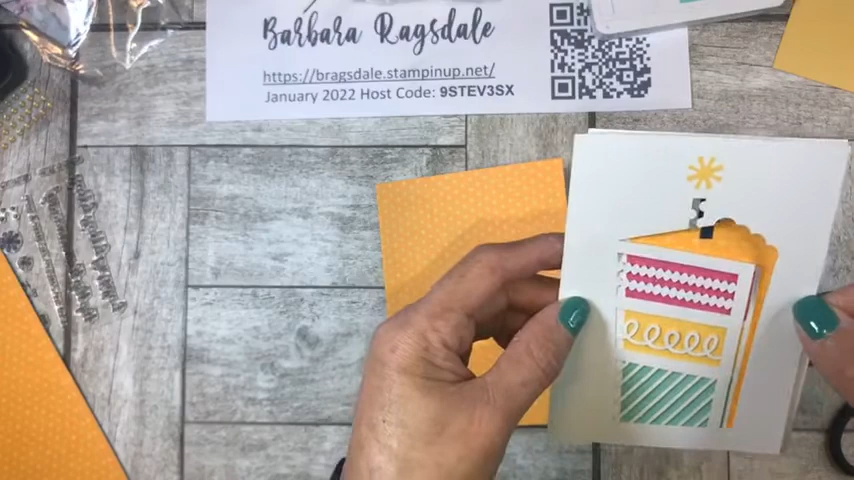 Barbara Ragsdale
https://bragsdale.stampinup.net/
January 2022 Host Code: 9STEV3SX